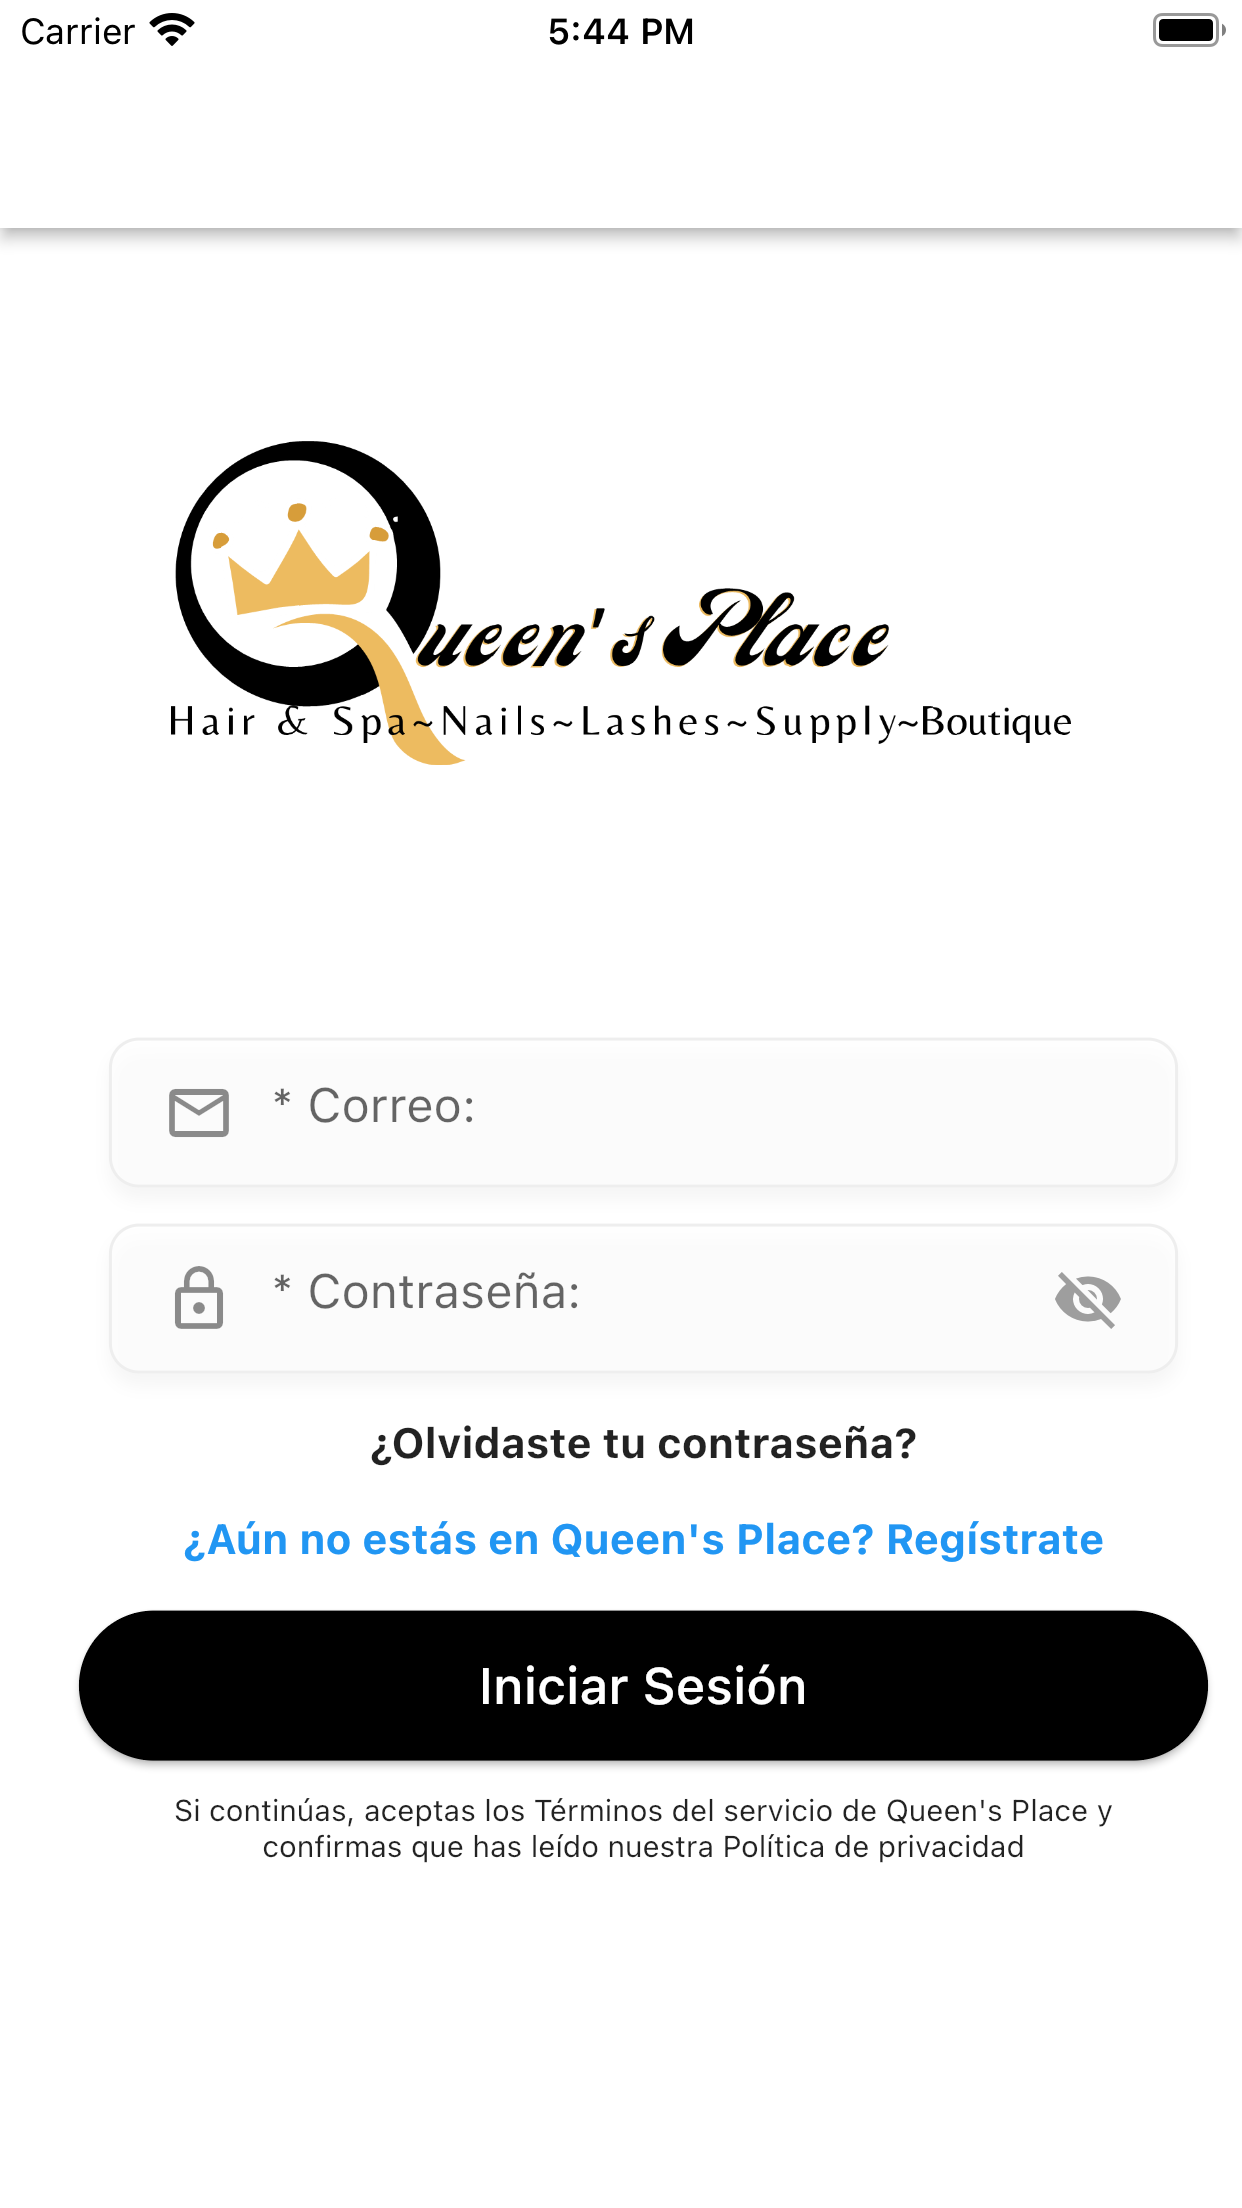 Carrier
5:44 PM
Queen's Place
Hair & Spa~Nails~Lashes~Supply~Boutique
* Correo:
* Contraseña:
¿Olvidaste tu contraseña?
¿Aún no estás en Queen's Place? Regístrate
Iniciar Sesión
Si continúas, aceptas los Términos del servicio de Queen's Place y
confirmas que has leído nuestra Política de privacidad